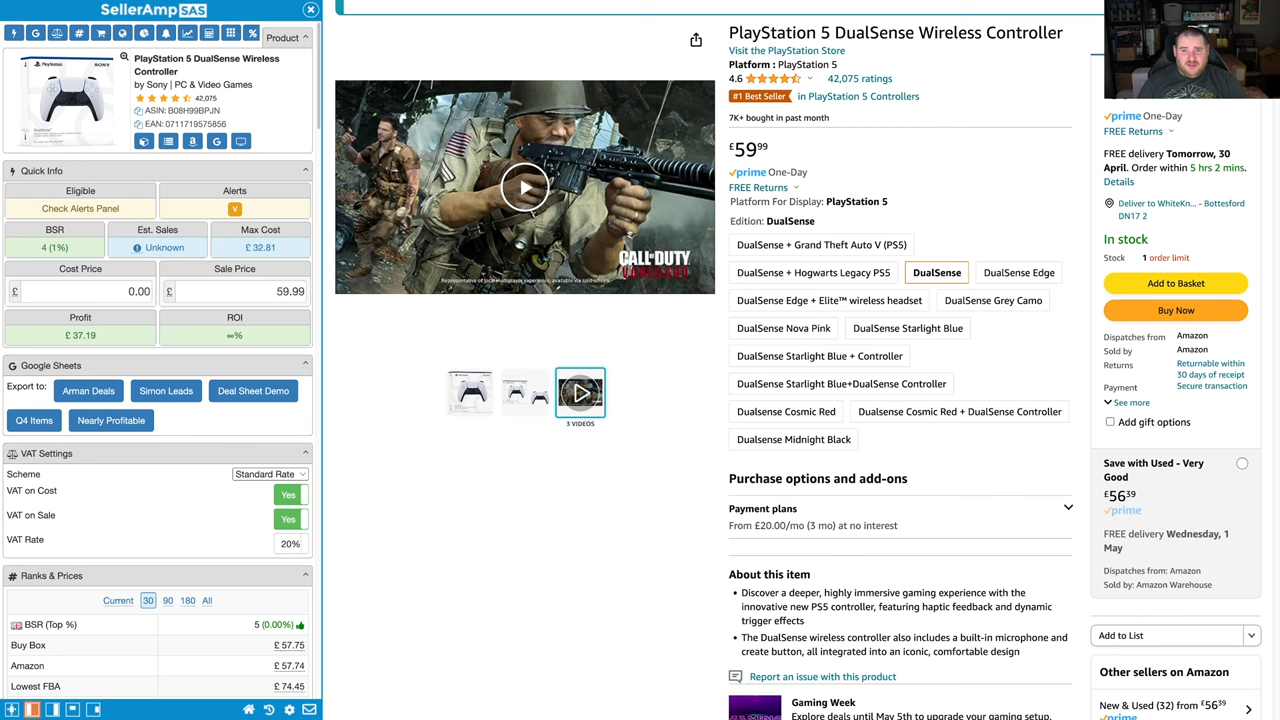 SellerAmp SAS
Product
PlayStation 5 DualSense Wireless
Controller
by Sony | PC & Video Games
42,075
ASIN: B08H99BPJN
EAN: 0711719575856
Quick Info
Eligible
Alerts
Check Alerts Panel
V
BSR
Est. Sales
Max Cost
4 (1%)
Unknown
£ 32.81
Cost Price
Sale Price
£
0.00
£
59.99
Profit
ROI
£ 37.19
∞%
Google Sheets
Export to:
Arman Deals
Simon Leads
Deal Sheet Demo
Q4 Items
Nearly Profitable
VAT Settings
Scheme
Standard Rate
VAT on Cost
Yes
VAT on Sale
Yes
VAT Rate
20%
Ranks & Prices
Current
30
90
180
All
BSR (Top %)
5 (0.00%)
Buy Box
£ 57.75
Amazon
£ 57.74
Lowest FBA
£ 74.45
CALL OF DUTY
VANGUARD
Representative of local multiplayer experience, available via split-screen.
3 VIDEOS
PlayStation 5 DualSense Wireless Controller
Visit the PlayStation Store
Platform : PlayStation 5
4.6
42,075 ratings
#1 Best Seller
in PlayStation 5 Controllers
7K+ bought in past month
£59.99
prime One-Day
FREE Returns
Platform For Display: PlayStation 5
Edition: DualSense
DualSense + Grand Theft Auto V (PS5)
DualSense + Hogwarts Legacy PS5
DualSense
DualSense Edge
DualSense Edge + Elite™ wireless headset
DualSense Grey Camo
DualSense Nova Pink
DualSense Starlight Blue
DualSense Starlight Blue + Controller
DualSense Starlight Blue+DualSense Controller
Dualsense Cosmic Red
Dualsense Cosmic Red + DualSense Controller
Dualsense Midnight Black
Purchase options and add-ons
Payment plans
From £20.00/mo (3 mo) at no interest
About this item
• Discover a deeper, highly immersive gaming experience with the
innovative new PS5 controller, featuring haptic feedback and dynamic
trigger effects
• The DualSense wireless controller also includes a built-in microphone and
create button, all integrated into an iconic, comfortable design
Report an issue with this product
Gaming Week
Explore deals until May 5th to upgrade your gaming setup.
prime One-Day
FREE Returns
FREE delivery Tomorrow, 30
April. Order within 5 hrs 2 mins.
Details
Deliver to WhiteKn... - Bottesford
DN17 2
In stock
Stock
1 order limit
Add to Basket
Buy Now
Dispatches from
Amazon
Sold by
Amazon
Returns
Returnable within
30 days of receipt
Payment
Secure transaction
See more
Add gift options
Save with Used - Very
Good
£56.39
prime
FREE delivery Wednesday, 1
May
Dispatches from: Amazon
Sold by: Amazon Warehouse
Add to List
Other sellers on Amazon
New & Used (32) from £56.39
prime